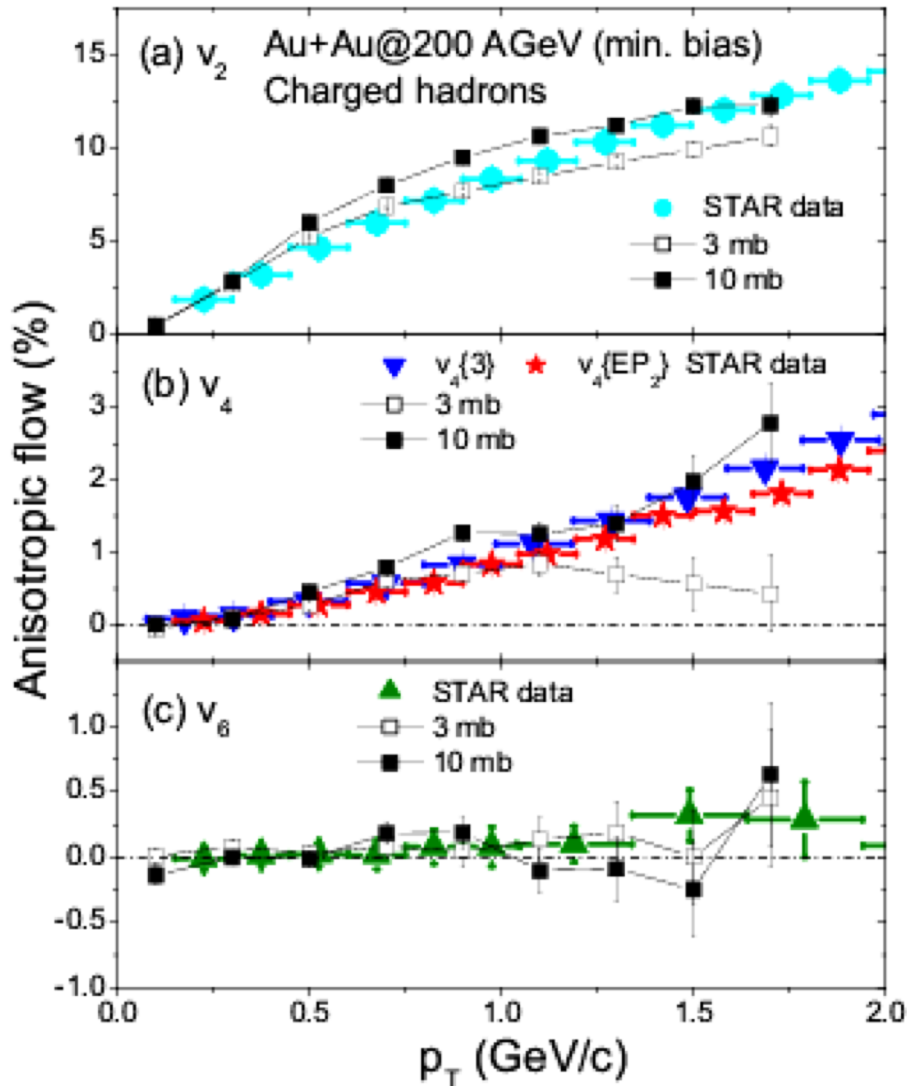 (a) v₂ Au+Au@200 AGeV (min. bias)
Charged hadrons
STAR data
3 mb
10 mb
15
10
5
0
(b) v₄ v₄{3} v₄{EP₂} STAR data
3 mb
10 mb
3
2
1
0
(c) v₆ STAR data
3 mb
10 mb
1.0
0.5
0.0
-0.5
-1.0
0.0 0.5 1.0 1.5 2.0
Anisotropic flow (%)
p_T (GeV/c)